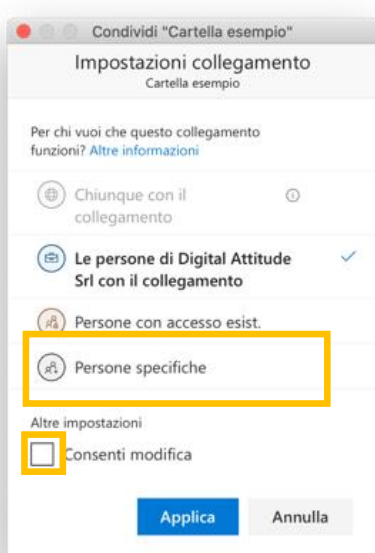 Condividi "Cartella esempio"
Impostazioni collegamento
Cartella esempio
Per chi vuoi che questo collegamento
funzioni? Altre informazioni
Chiunque con il
collegamento
Le persone di Digital Attitude
Srl con il collegamento
Persone con accesso esist.
Persone specifiche
Altre impostazioni
Consenti modifica
Applica Annulla